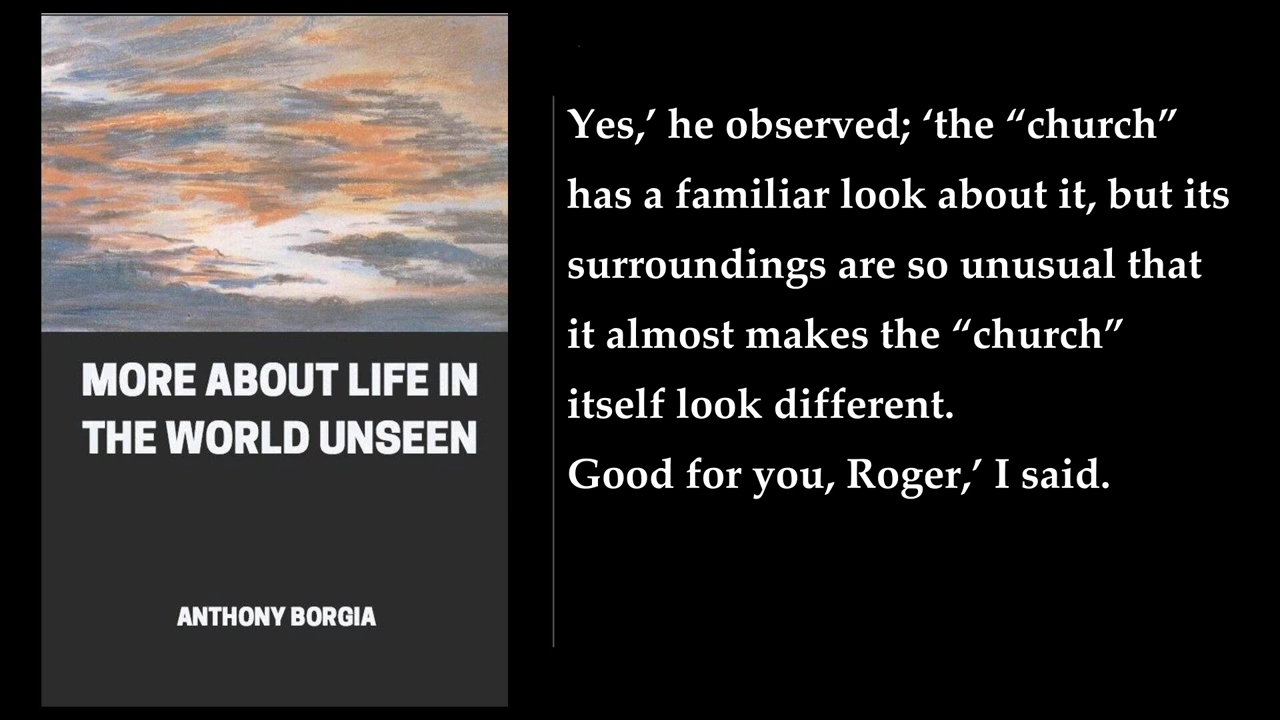 MORE ABOUT LIFE IN
THE WORLD UNSEEN
ANTHONY BORGIA
Yes,’ he observed; ‘the “church”
has a familiar look about it, but its
surroundings are so unusual that
it almost makes the “church”
itself look different.
Good for you, Roger,’ I said.